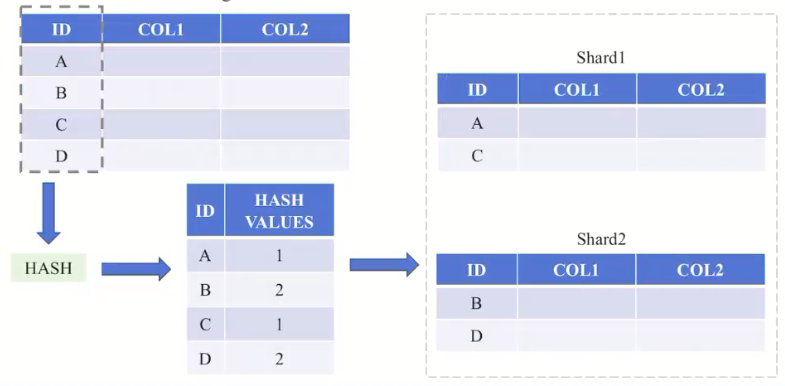 ID COL1 COL2
A
B
C
D
HASH
ID HASH VALUES
A 1
B 2
C 1
D 2
Shard1
ID COL1 COL2
A
C
Shard2
ID COL1 COL2
B
D